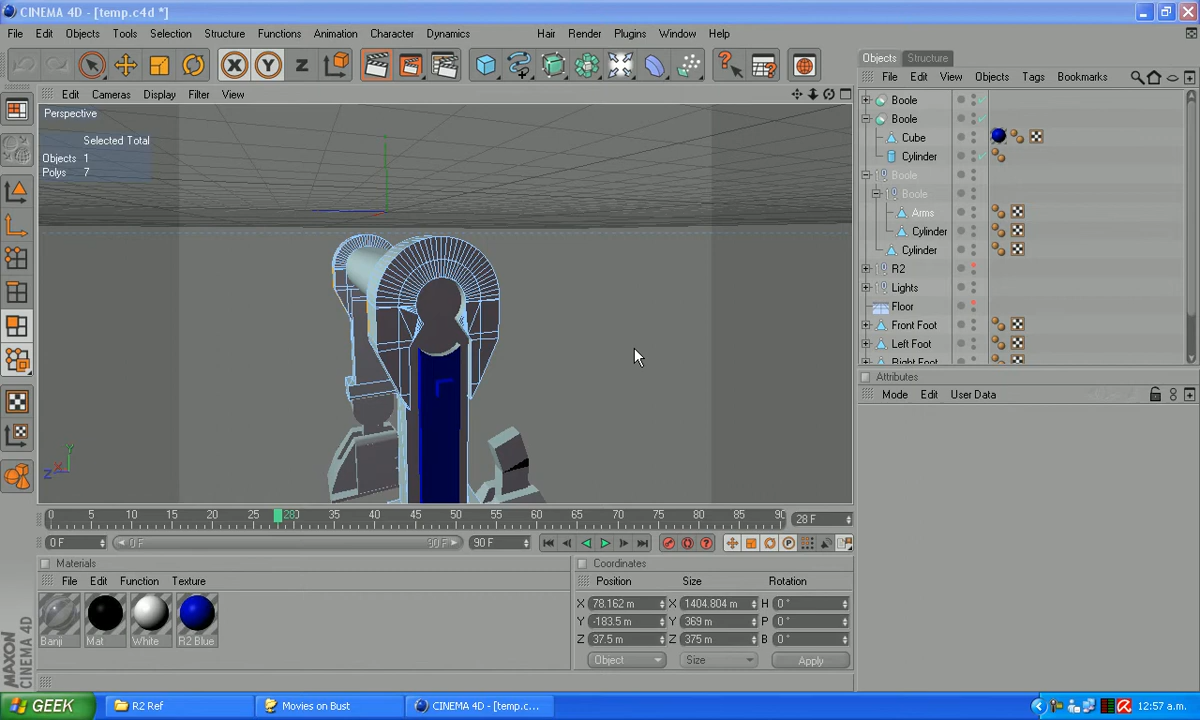 CINEMA 4D - [temp.c4d *]
File Edit Objects Tools Selection Structure Functions Animation Character Dynamics Hair Render Plugins Window Help
X Y Z
Edit Cameras Display Filter View
Perspective
Selected Total
Objects 1
Polys 7
Y
X
Z
Objects Structure
File Edit View Objects Tags Bookmarks
Boole
Boole
Cube
Cylinder
Boole
Boole
Arms
Cylinder
Cylinder
R2
Lights
Floor
Front Foot
Left Foot
Right Foot
Attributes
Mode Edit User Data
0 5 10 15 20 25 280 35 40 45 50 55 60 65 70 75 80 85 90 28 F
0 F 0 F 90 F 90 F
Materials
File Edit Function Texture
Banji Mat White R2 Blue
Coordinates
Position Size Rotation
X 78.162 m X 1404.804 m H 0 °
Y -183.5 m Y 369 m P 0 °
Z 37.5 m Z 375 m B 0 °
Object Size Apply
MAXON
CINEMA 4D
GEEK R2 Ref Movies on Bust CINEMA 4D - [temp.c... 12:57 a.m.